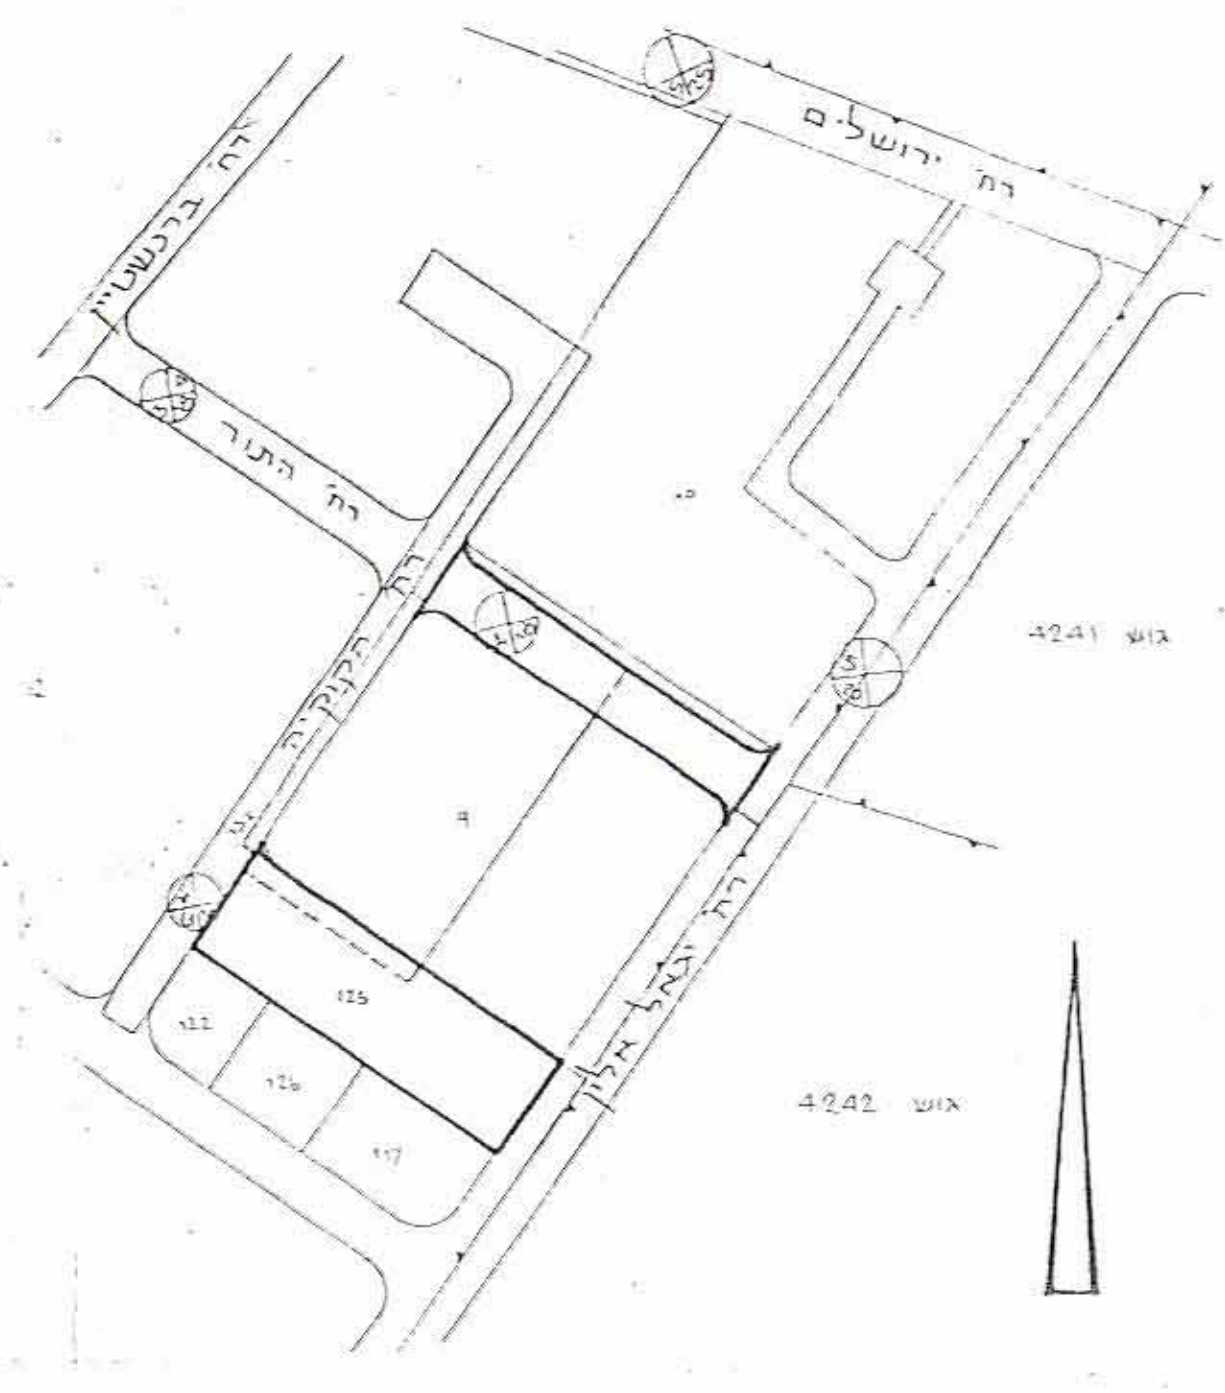 רח' ירושלים
רח' ברנשטיין
רח' התור
רח' הקוקיה
גוש 4241
9
רח' יגאל אלון
125
122
126
117
גוש 4242